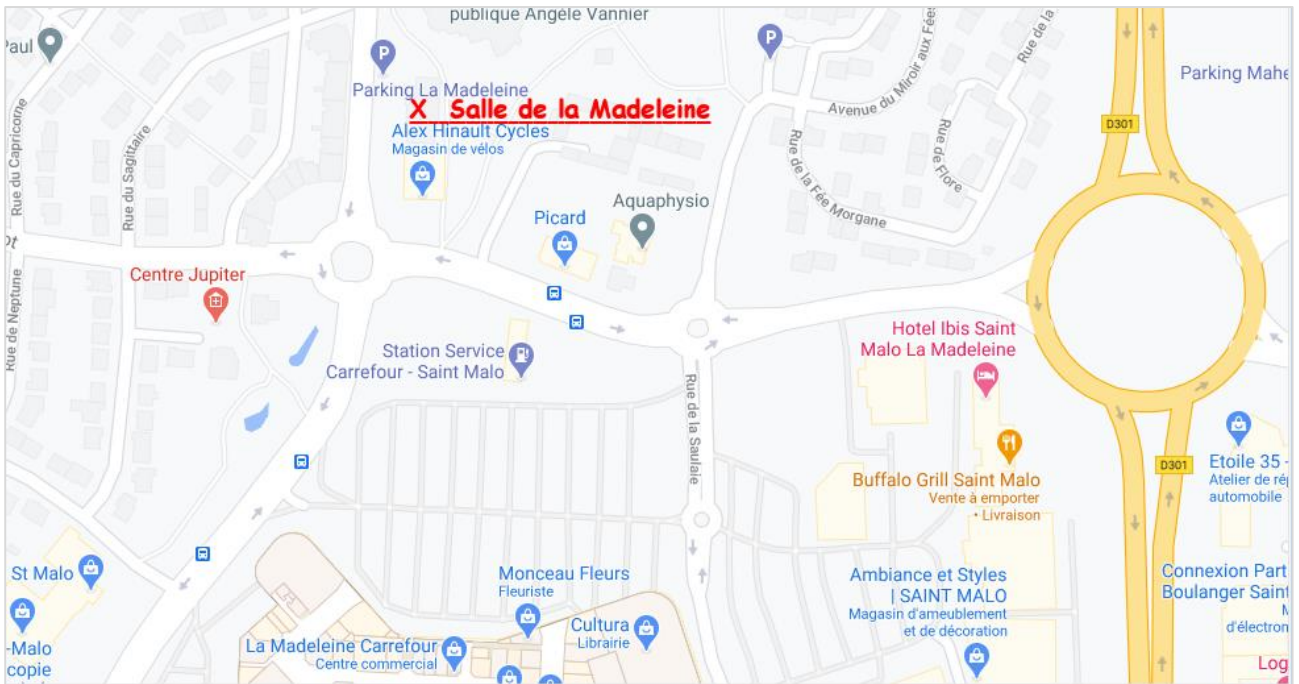 publique Angèle Vannier
Paul
P
P
Parking La Madeleine
X Salle de la Madeleine
Alex Hinault Cycles
Magasin de vélos
Rue du Capricorne
Rue du Sagittaire
Avenue du Miroir aux Fées
Rue de la
Rue de Flore
Rue de la Fée Morgane
Parking Mahe
D301
Aquaphysio
Picard
Centre Jupiter
Rue de Neptune
Station Service
Carrefour - Saint Malo
Hotel Ibis Saint
Malo La Madeleine
Rue de la Saulaie
Buffalo Grill Saint Malo
Vente à emporter
• Livraison
D301
Etoile 35 -
Atelier de ré
automobile
St Malo
-Malo
copie
Monceau Fleurs
Fleuriste
Cultura
Librairie
La Madeleine Carrefour
Centre commercial
Ambiance et Styles
| SAINT MALO
Magasin d'ameublement
et de décoration
Connexion Part
Boulanger Saint
d'électron
Log